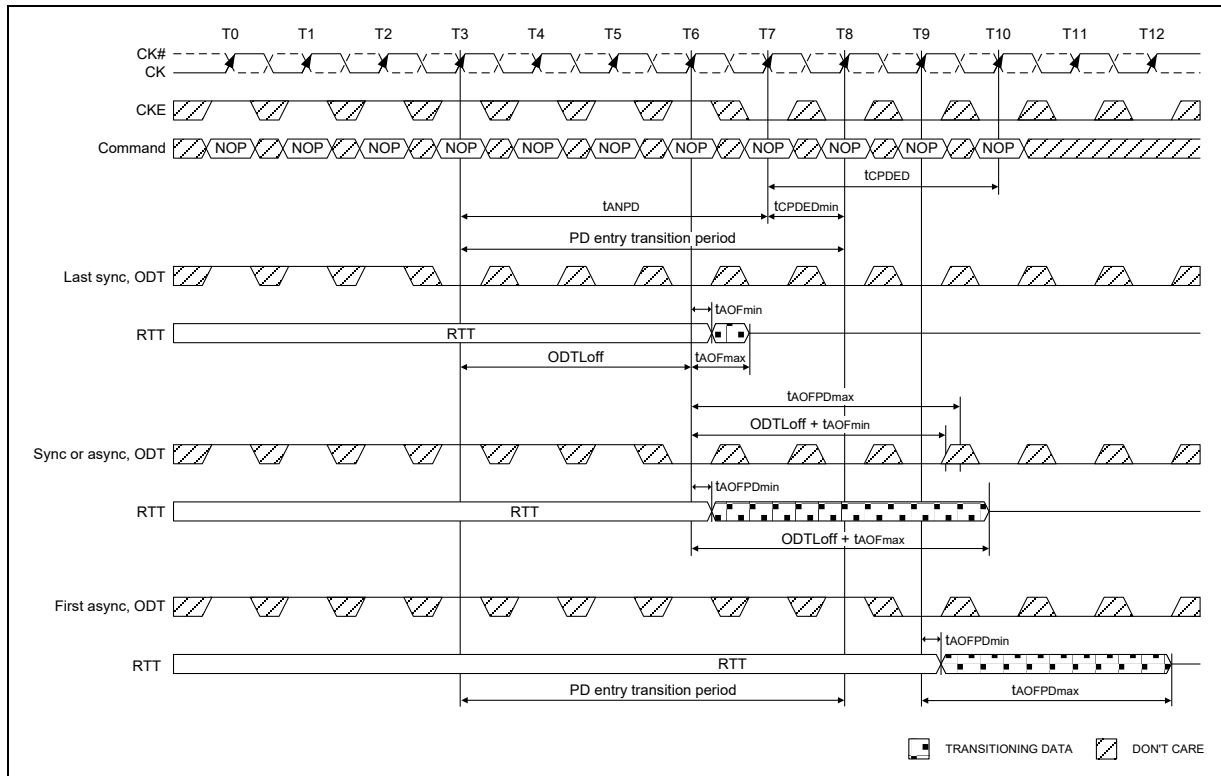 T0 T1 T2 T3 T4 T5 T6 T7 T8 T9 T10 T11 T12
CK#
CK
CKE
Command NOP NOP NOP NOP NOP NOP NOP NOP NOP NOP NOP
tCPDED
tANPD tCPDEDmin
PD entry transition period
Last sync, ODT
tAOFmin
RTT RTT
ODTLoff tAOFmax
tAOFPDmax
ODTLoff + tAOFmin
Sync or async, ODT
tAOFPDmin
RTT RTT
ODTLoff + tAOFmax
First async, ODT
tAOFPDmin
RTT RTT
PD entry transition period tAOFPDmax
TRANSITIONING DATA DON'T CARE